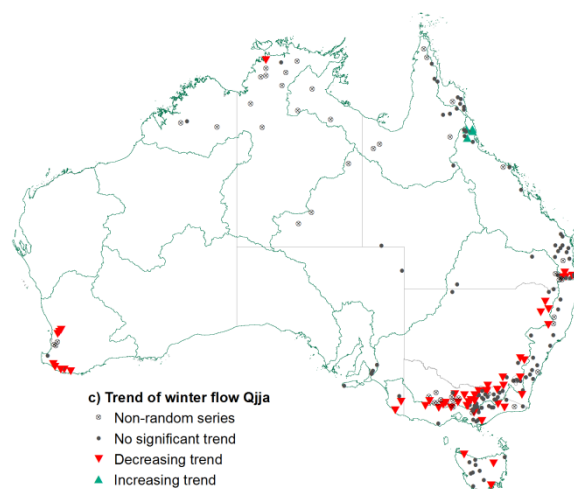 c) Trend of winter flow Qjja
Non-random series
No significant trend
Decreasing trend
Increasing trend